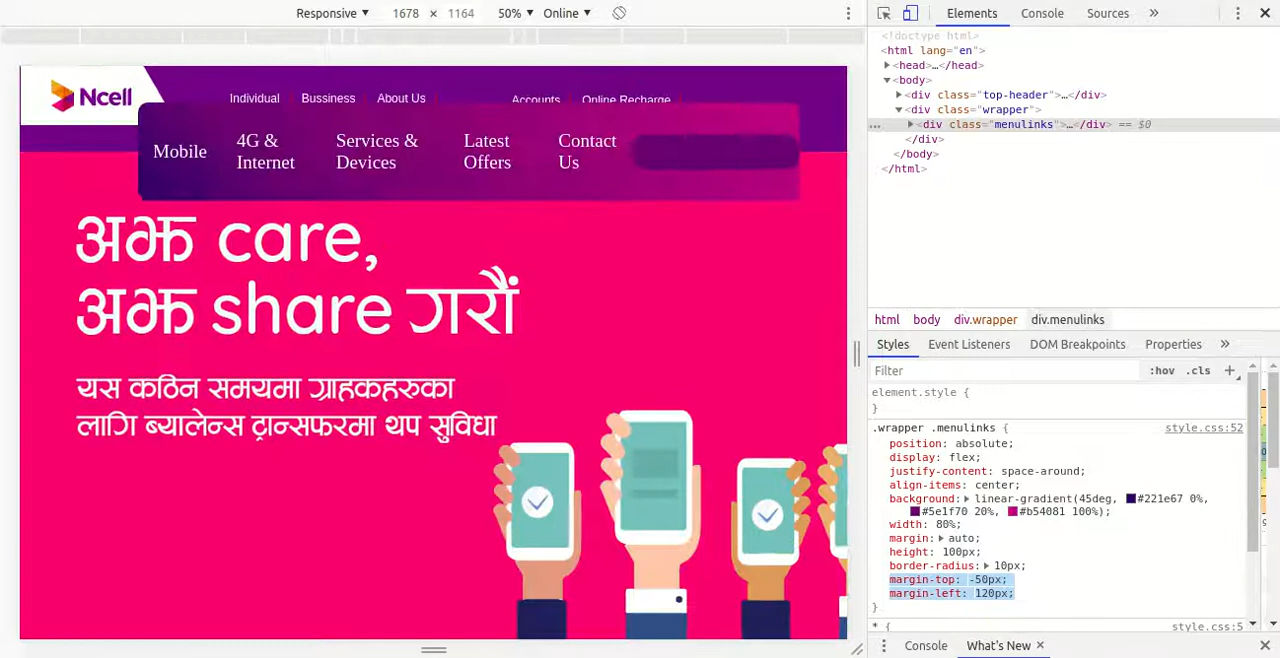 Responsive ▼ 1678 × 1164 50% ▼ Online ▼
Elements Console Sources »
Ncell
Individual Bussiness About Us Accounts Online Recharge
Mobile
4G &
Internet
Services &
Devices
Latest
Offers
Contact
Us
अझ care,
अझ share गरौं
यस कठिन समयमा ग्राहकहरुका
लागि ब्यालेन्स ट्रान्सफरमा थप सुविधा
<!doctype html>
<html lang="en">
▶<head>…</head>
▼<body>
▶<div class="top-header">…</div>
▼<div class="wrapper">
… ▶<div class="menulinks">…</div> == $0
</div>
</body>
</html>
html body div.wrapper div.menulinks
Styles Event Listeners DOM Breakpoints Properties »
Filter :hov .cls +
element.style {
}
.wrapper .menulinks { style.css:52
position: absolute;
display: flex;
justify-content: space-around;
align-items: center;
background:▶ linear-gradient(45deg, #221e67 0%,
#5e1f70 20%, #b54081 100%);
width: 80%;
margin:▶ auto;
height: 100px;
border-radius:▶ 10px;
margin-top: -50px;
margin-left: 120px;
}
* { style.css:5
Console What's New ×